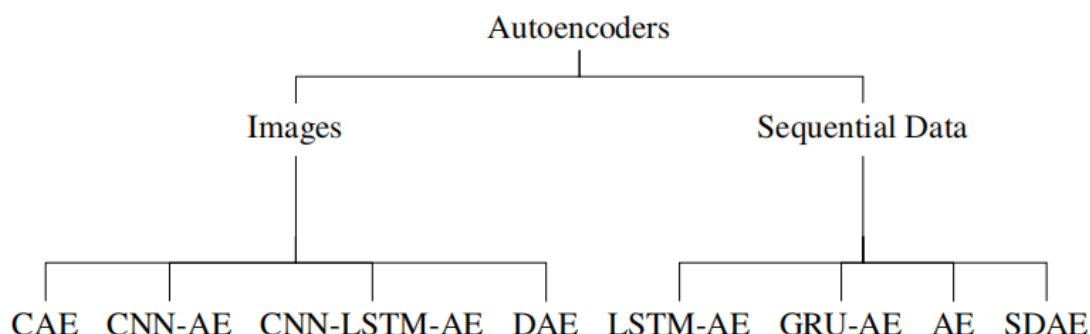 Autoencoders
Images Sequential Data
CAE CNN-AE CNN-LSTM-AE DAE LSTM-AE GRU-AE AE SDAE